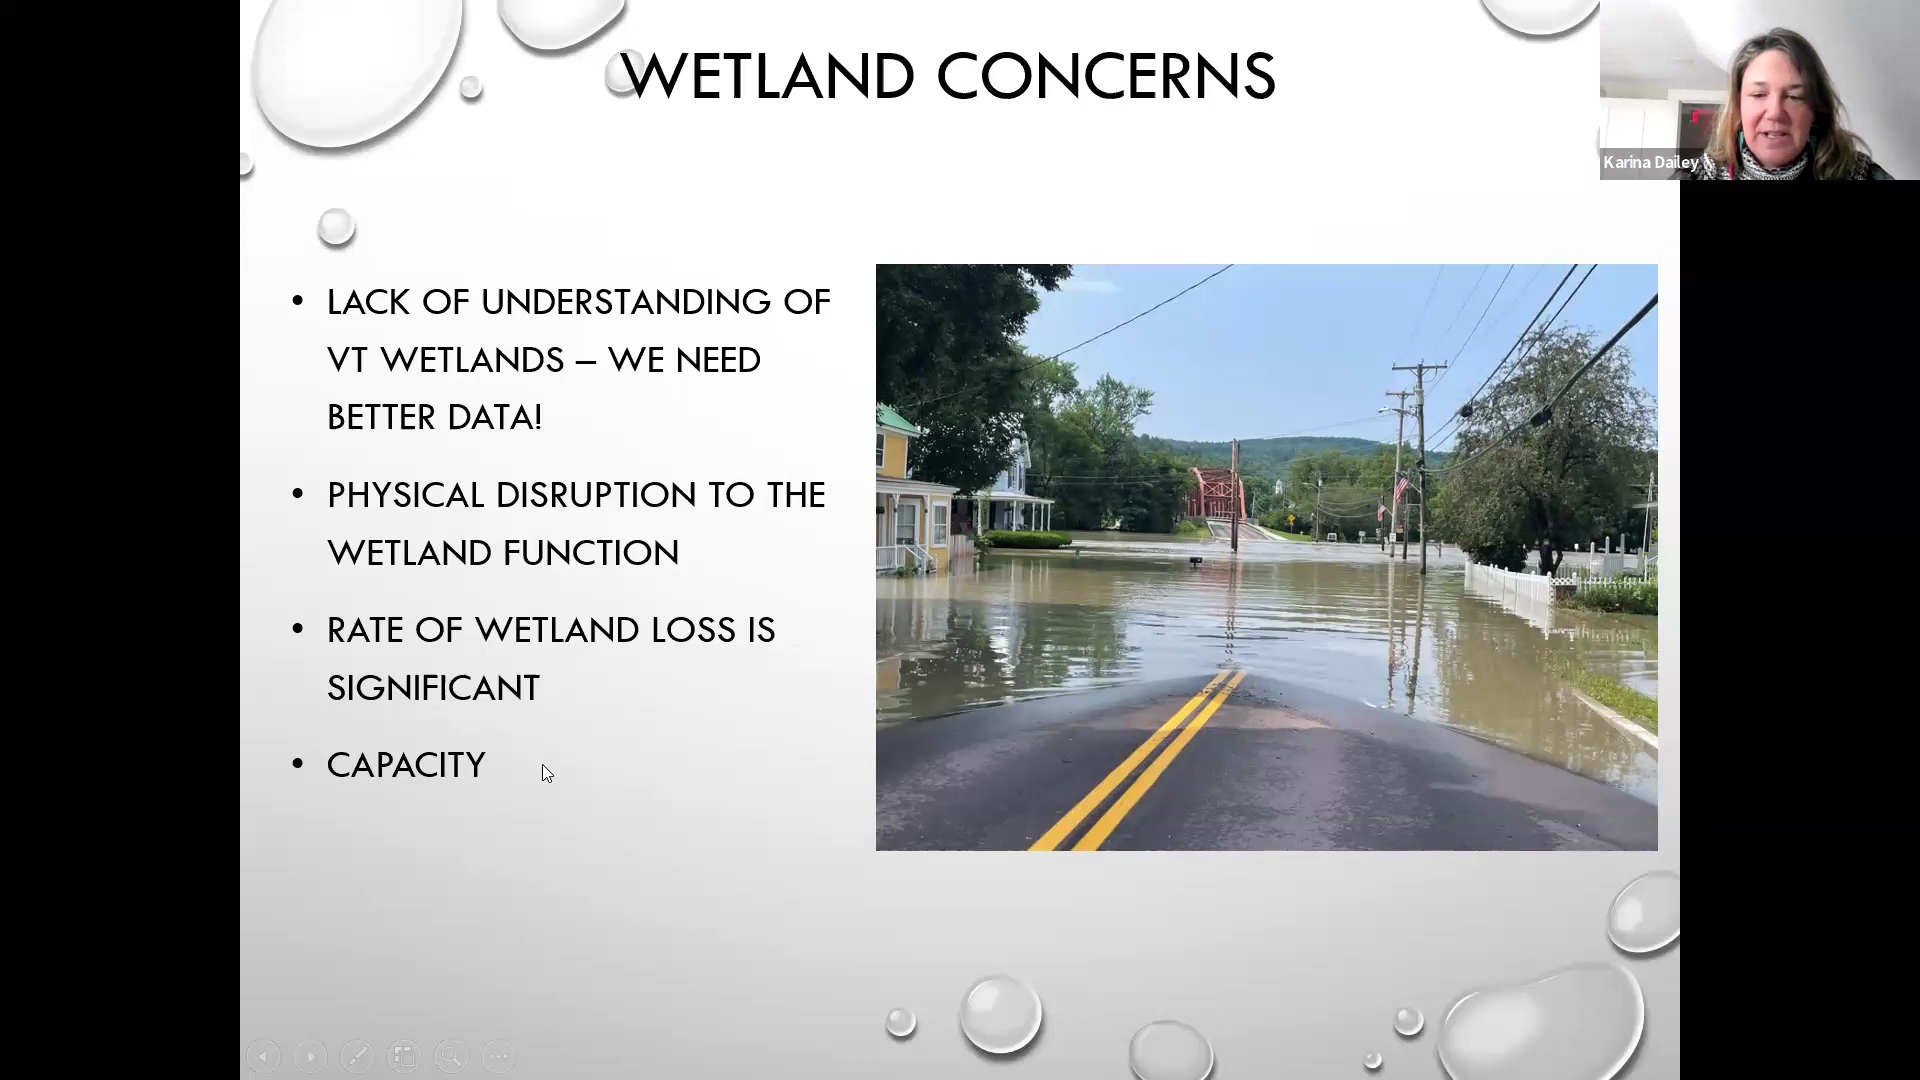 WETLAND CONCERNS
Karina Dailey
• LACK OF UNDERSTANDING OF
VT WETLANDS – WE NEED
BETTER DATA!
• PHYSICAL DISRUPTION TO THE
WETLAND FUNCTION
• RATE OF WETLAND LOSS IS
SIGNIFICANT
• CAPACITY